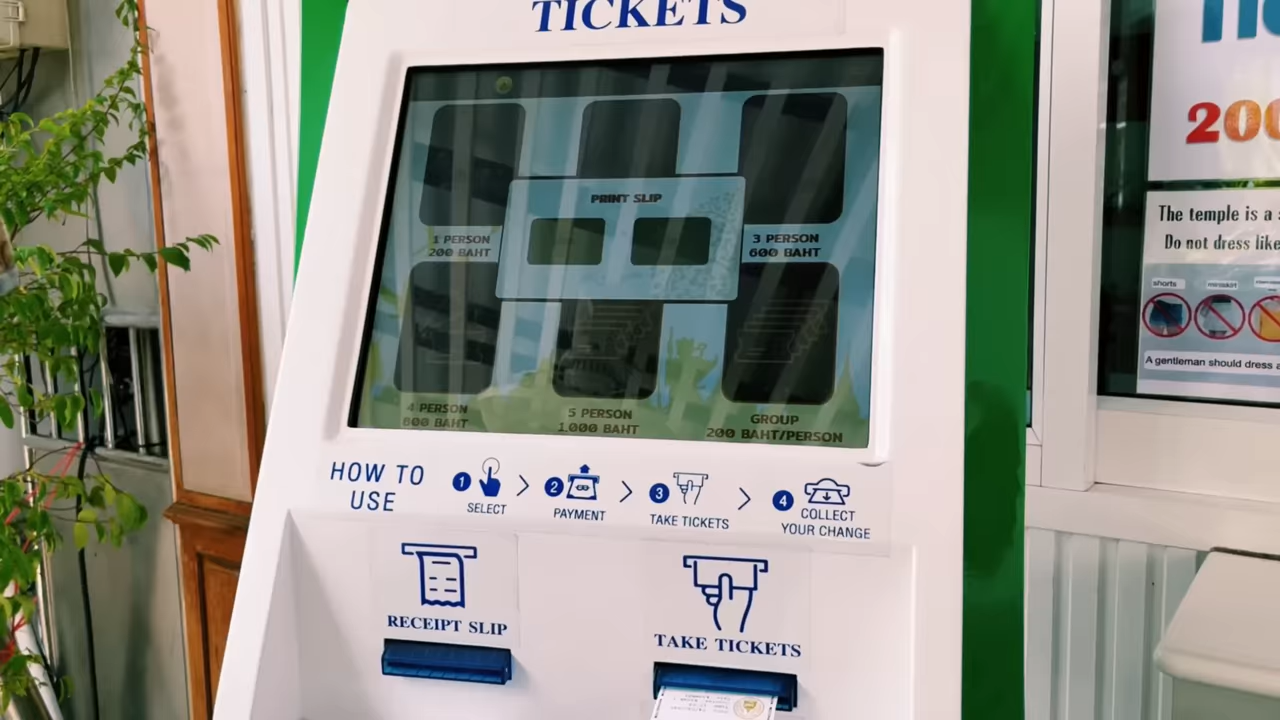 TICKETS
PRINT SLIP
1 PERSON
200 BAHT
3 PERSON
600 BAHT
4 PERSON
800 BAHT
5 PERSON
1,000 BAHT
GROUP
200 BAHT/PERSON
HOW TO
USE
1
SELECT
2
PAYMENT
3
TAKE TICKETS
4
COLLECT
YOUR CHANGE
RECEIPT SLIP
TAKE TICKETS
200
The temple is a
Do not dress like
shorts
miniskirt
A gentleman should dress a